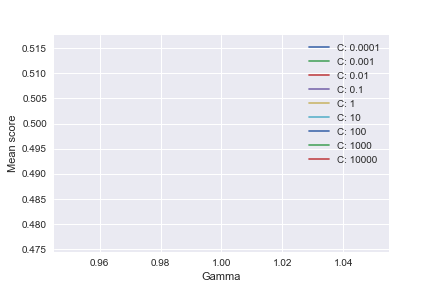 0.515
0.510
0.505
0.500
0.495
0.490
0.485
0.480
0.475
Mean score
C: 0.0001
C: 0.001
C: 0.01
C: 0.1
C: 1
C: 10
C: 100
C: 1000
C: 10000
0.96 0.98 1.00 1.02 1.04
Gamma